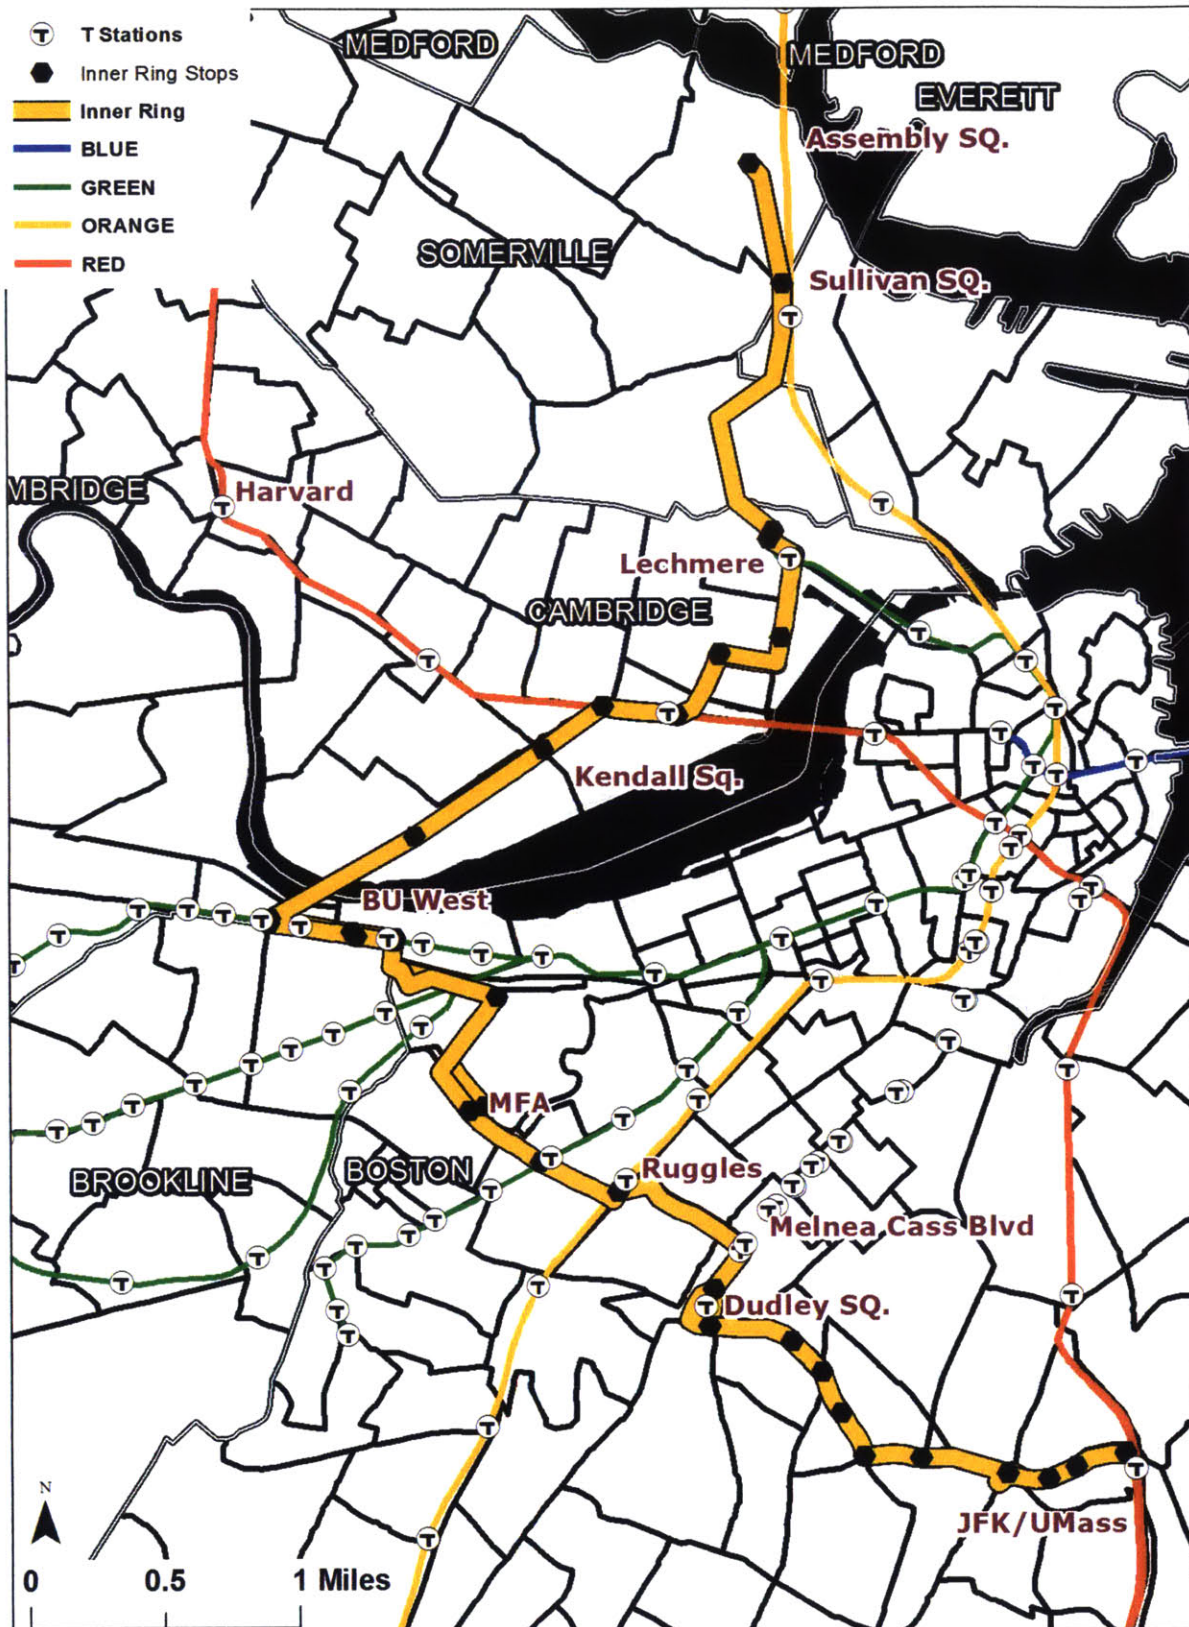 T Stations
Inner Ring Stops
Inner Ring
BLUE
GREEN
ORANGE
RED
MEDFORD
MEDFORD
EVERETT
Assembly SQ.
SOMERVILLE
Sullivan SQ.
MBRIDGE
Harvard
Lechmere
CAMBRIDGE
Kendall Sq.
BU West
MFA
BROOKLINE
BOSTON
Ruggles
Melnea Cass Blvd
Dudley SQ.
JFK/UMass
N
0 0.5 1 Miles